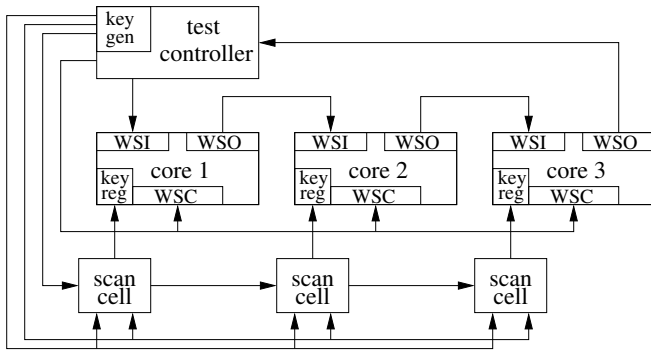 key
gen
test
controller
WSI WSO WSI WSO WSI WSO
core 1 core 2 core 3
key key key
reg WSC reg WSC reg WSC
scan scan scan
cell cell cell